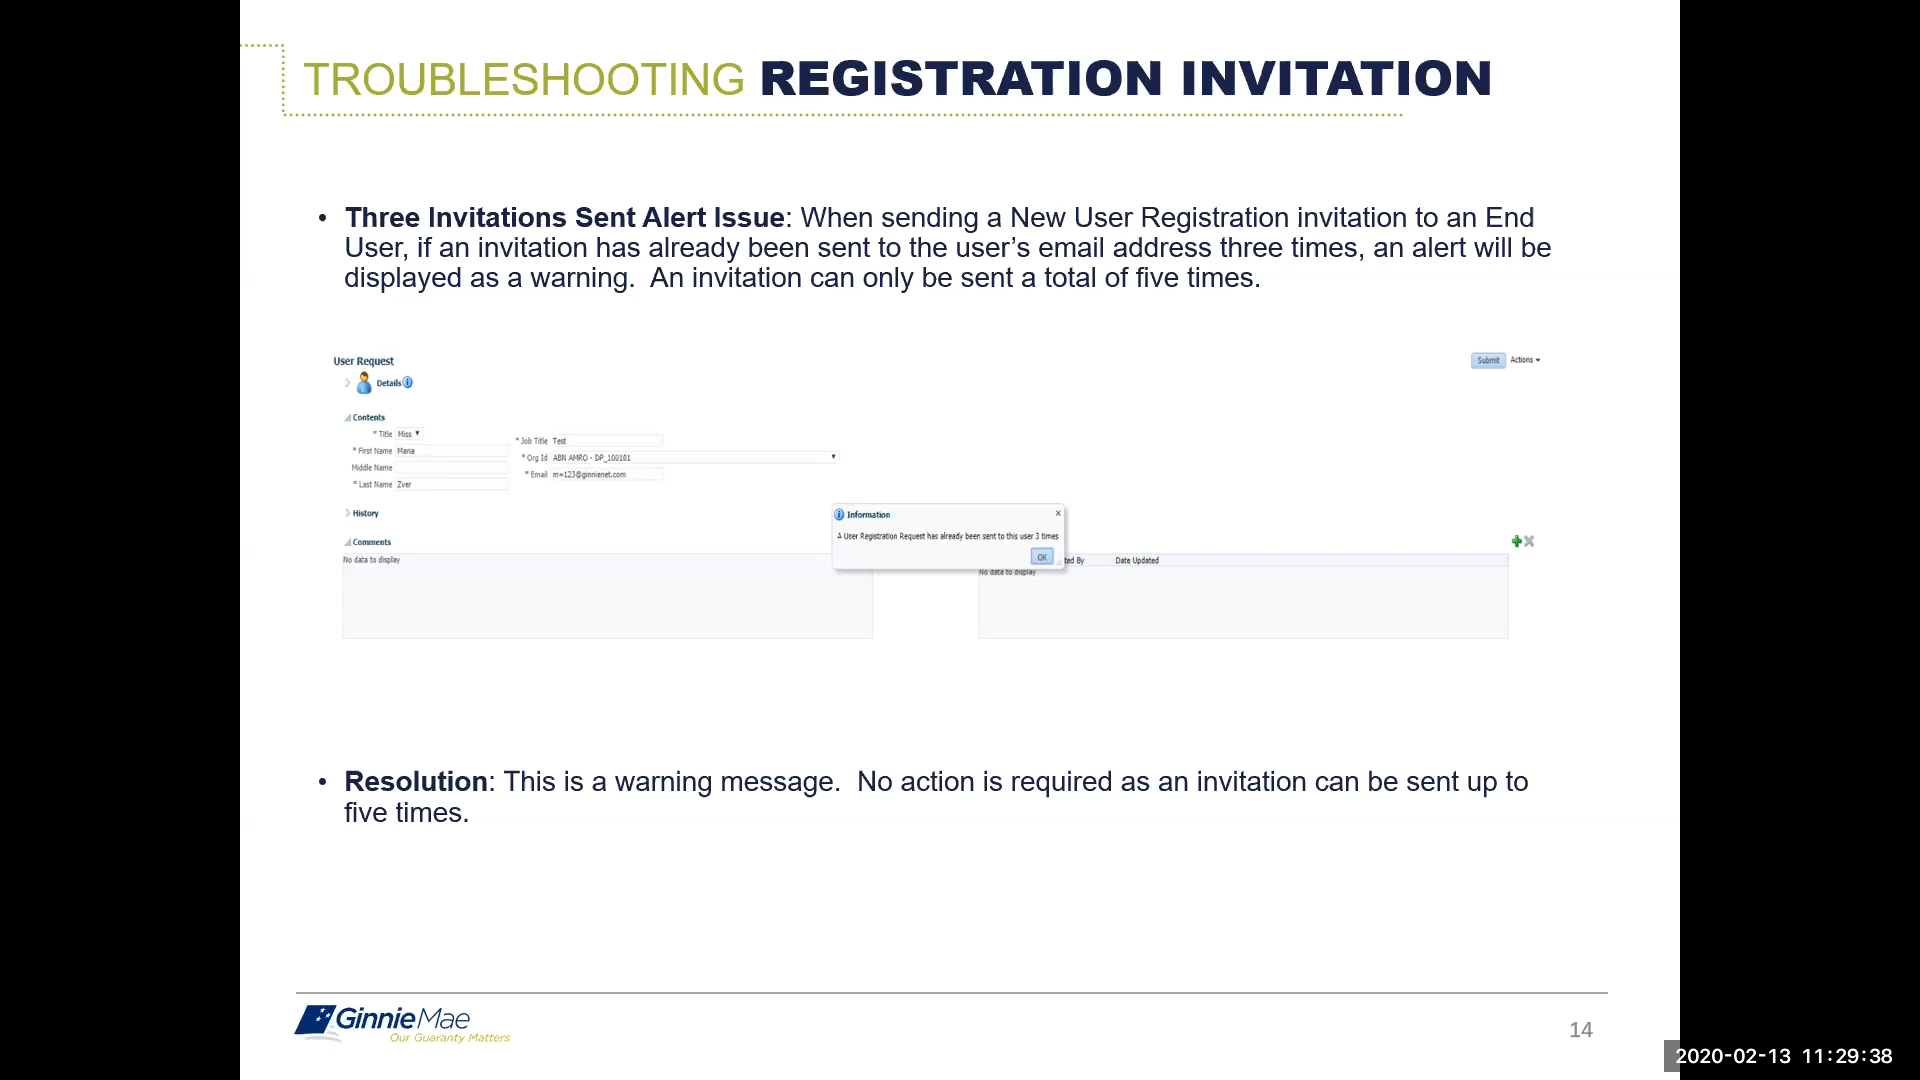 TROUBLESHOOTING REGISTRATION INVITATION
• Three Invitations Sent Alert Issue: When sending a New User Registration invitation to an End
User, if an invitation has already been sent to the user’s email address three times, an alert will be
displayed as a warning. An invitation can only be sent a total of five times.
User Request
Submit Actions
Details
Contents
* Title Miss
* First Name Maria
Middle Name
* Last Name Zver
* Job Title Test
* Org Id ABN AMRO - DP_100101
* Email m=123@ginnienet.com
History
Information
x
A User Registration Request has already been sent to this user 3 times
OK
Comments
No data to display
ted By Date Updated
No data to display
• Resolution: This is a warning message. No action is required as an invitation can be sent up to
five times.
GinnieMae
Our Guaranty Matters
14
2020-02-13 11:29:38